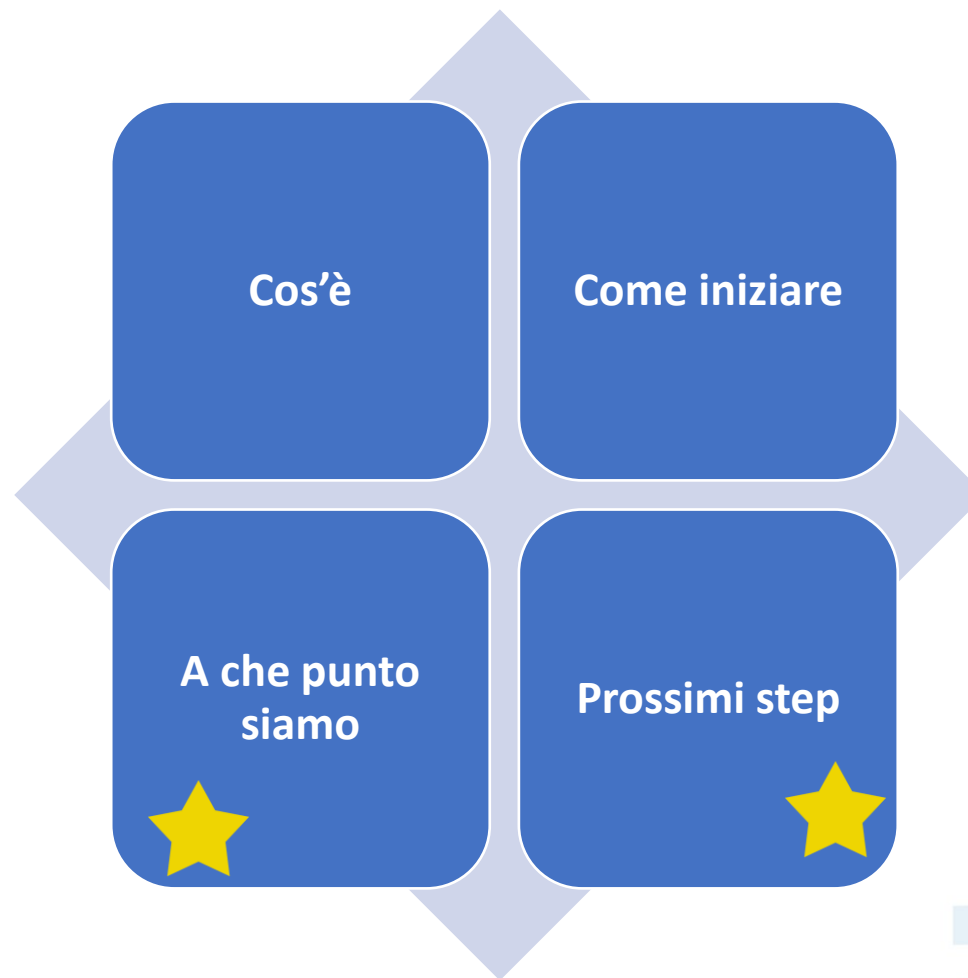 Cos’è
Come iniziare
A che punto
siamo
Prossimi step